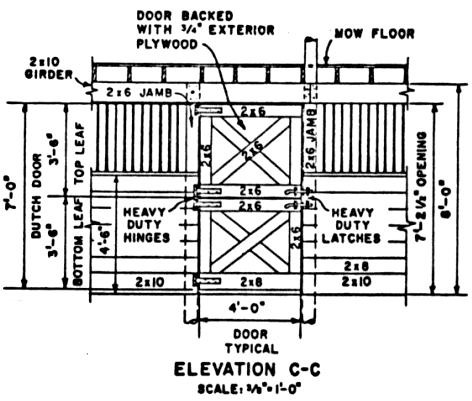 DOOR BACKED
WITH 3/4" EXTERIOR
PLYWOOD
MOW FLOOR
2x10
GIRDER
2x6 JAMB
2x6
2x6 JAMB
2x6
2x6
7'-0"
DUTCH DOOR
3'-6"
TOP LEAF
3'-6"
BOTTOM LEAF
4'-6"
2x6
2x6
2x6
HEAVY
DUTY
HINGES
HEAVY
DUTY
LATCHES
7'-2 1/2" OPENING
8'-0"
2x8
2x10
2x8
2x10
4'-0"
DOOR
TYPICAL
ELEVATION C-C
SCALE: 3/8"=1'-0"